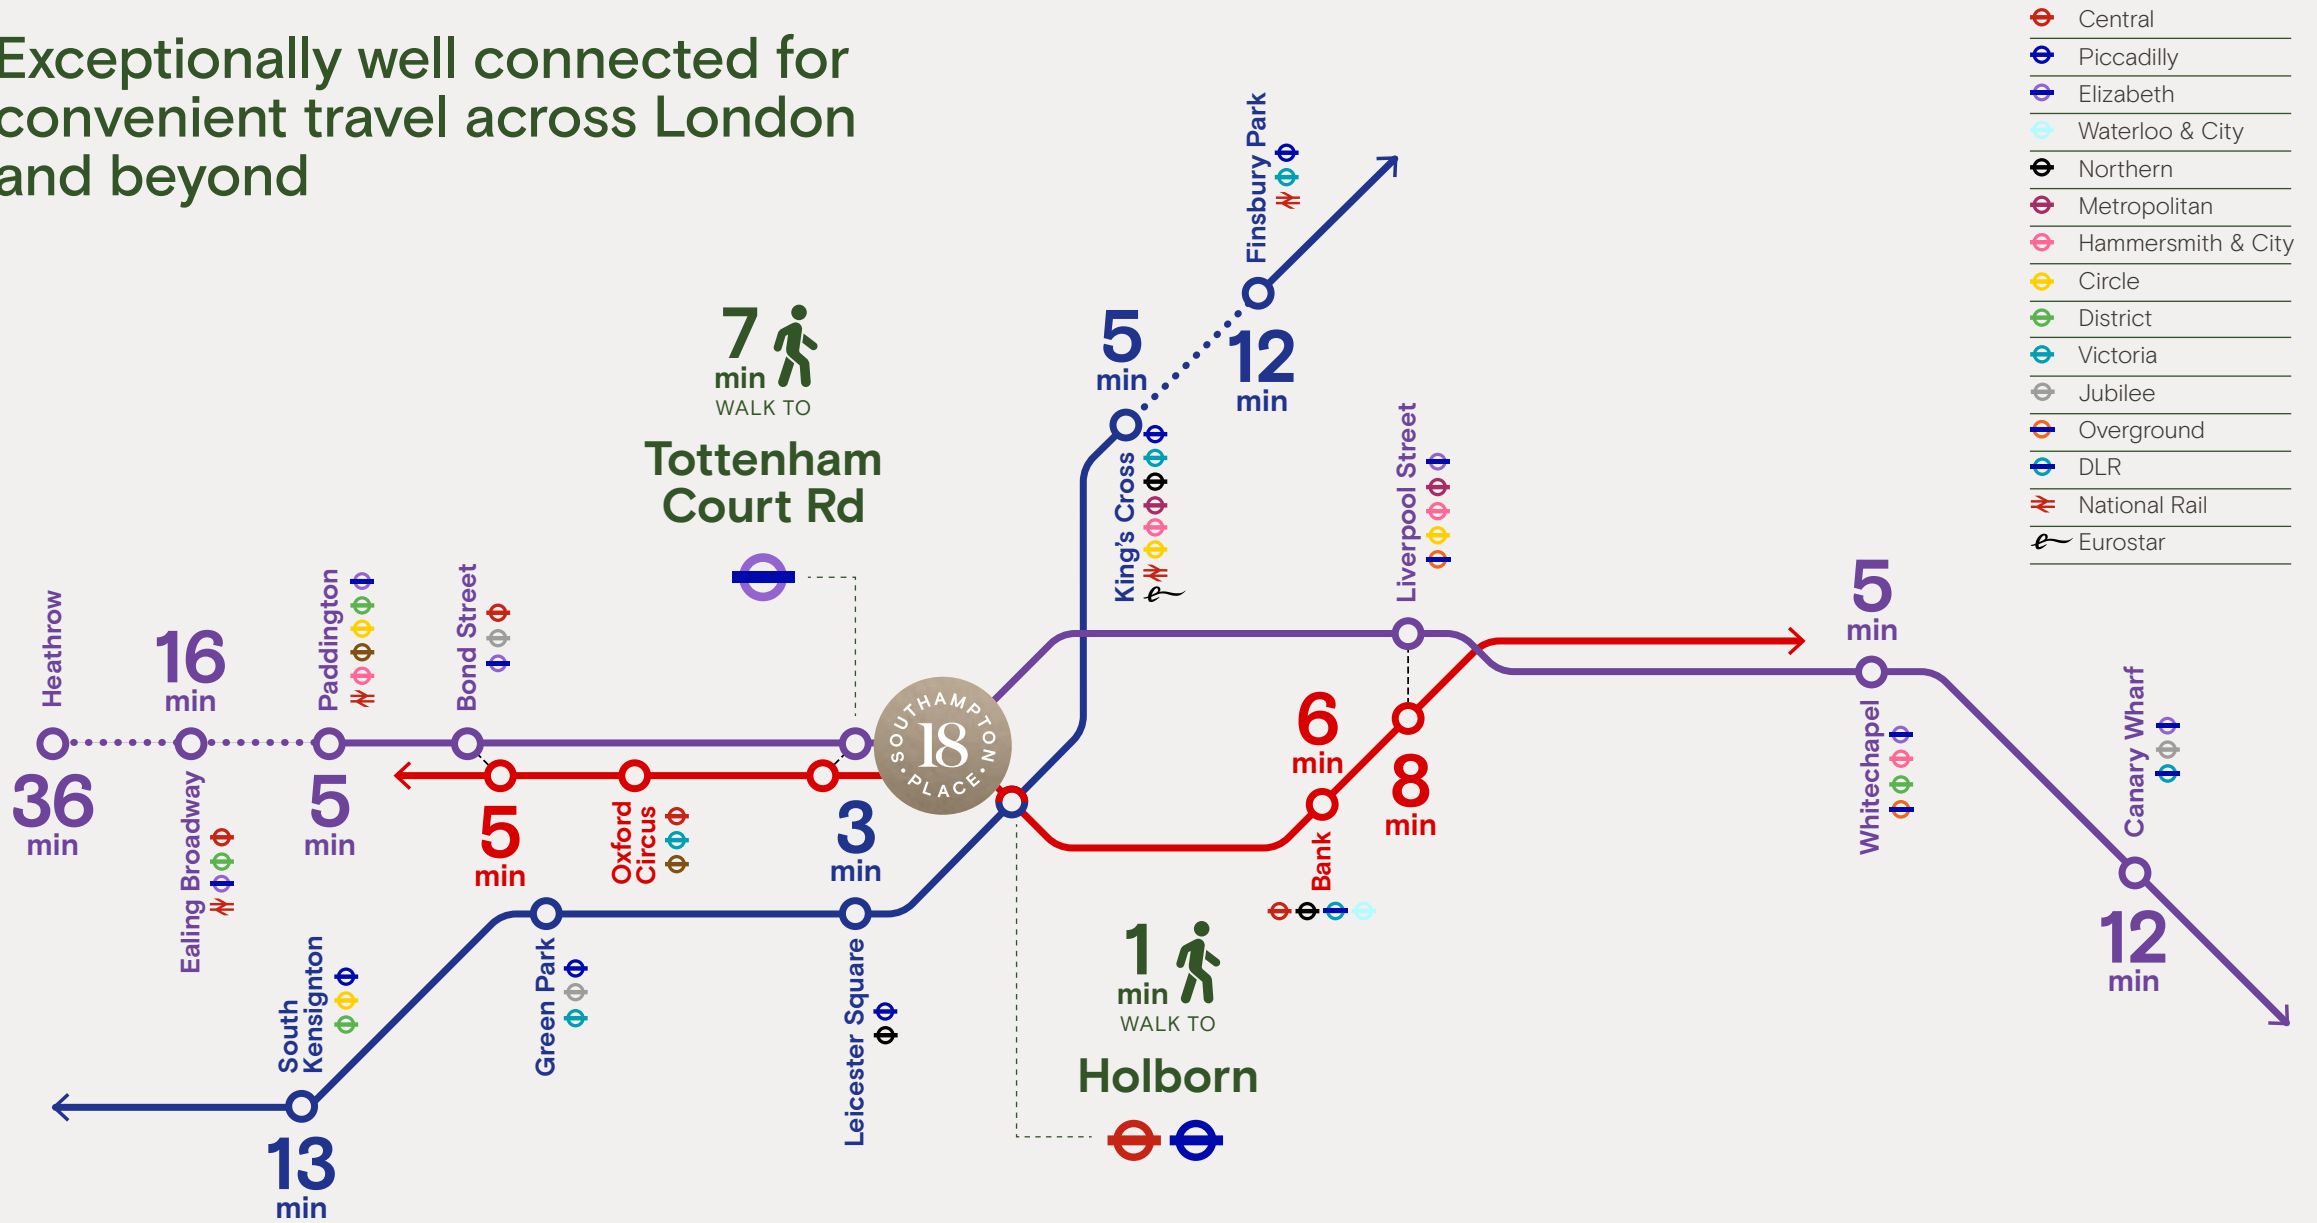 Exceptionally well connected for
convenient travel across London
and beyond
Central
Piccadilly
Elizabeth
Waterloo & City
Northern
Metropolitan
Hammersmith & City
Circle
District
Victoria
Jubilee
Overground
DLR
National Rail
Eurostar
Finsbury Park
12
min
5
min
King's Cross
7
min
WALK TO
Tottenham
Court Rd
Liverpool Street
Heathrow
36
min
16
min
Ealing Broadway
Paddington
5
min
Bond Street
5
min
Oxford
Circus
3
min
SOUTHAMPTON
18
PLACE
6
min
Bank
8
min
5
min
Whitechapel
Canary Wharf
12
min
South
Kensignton
13
min
Green Park
Leicester Square
1
min
WALK TO
Holborn